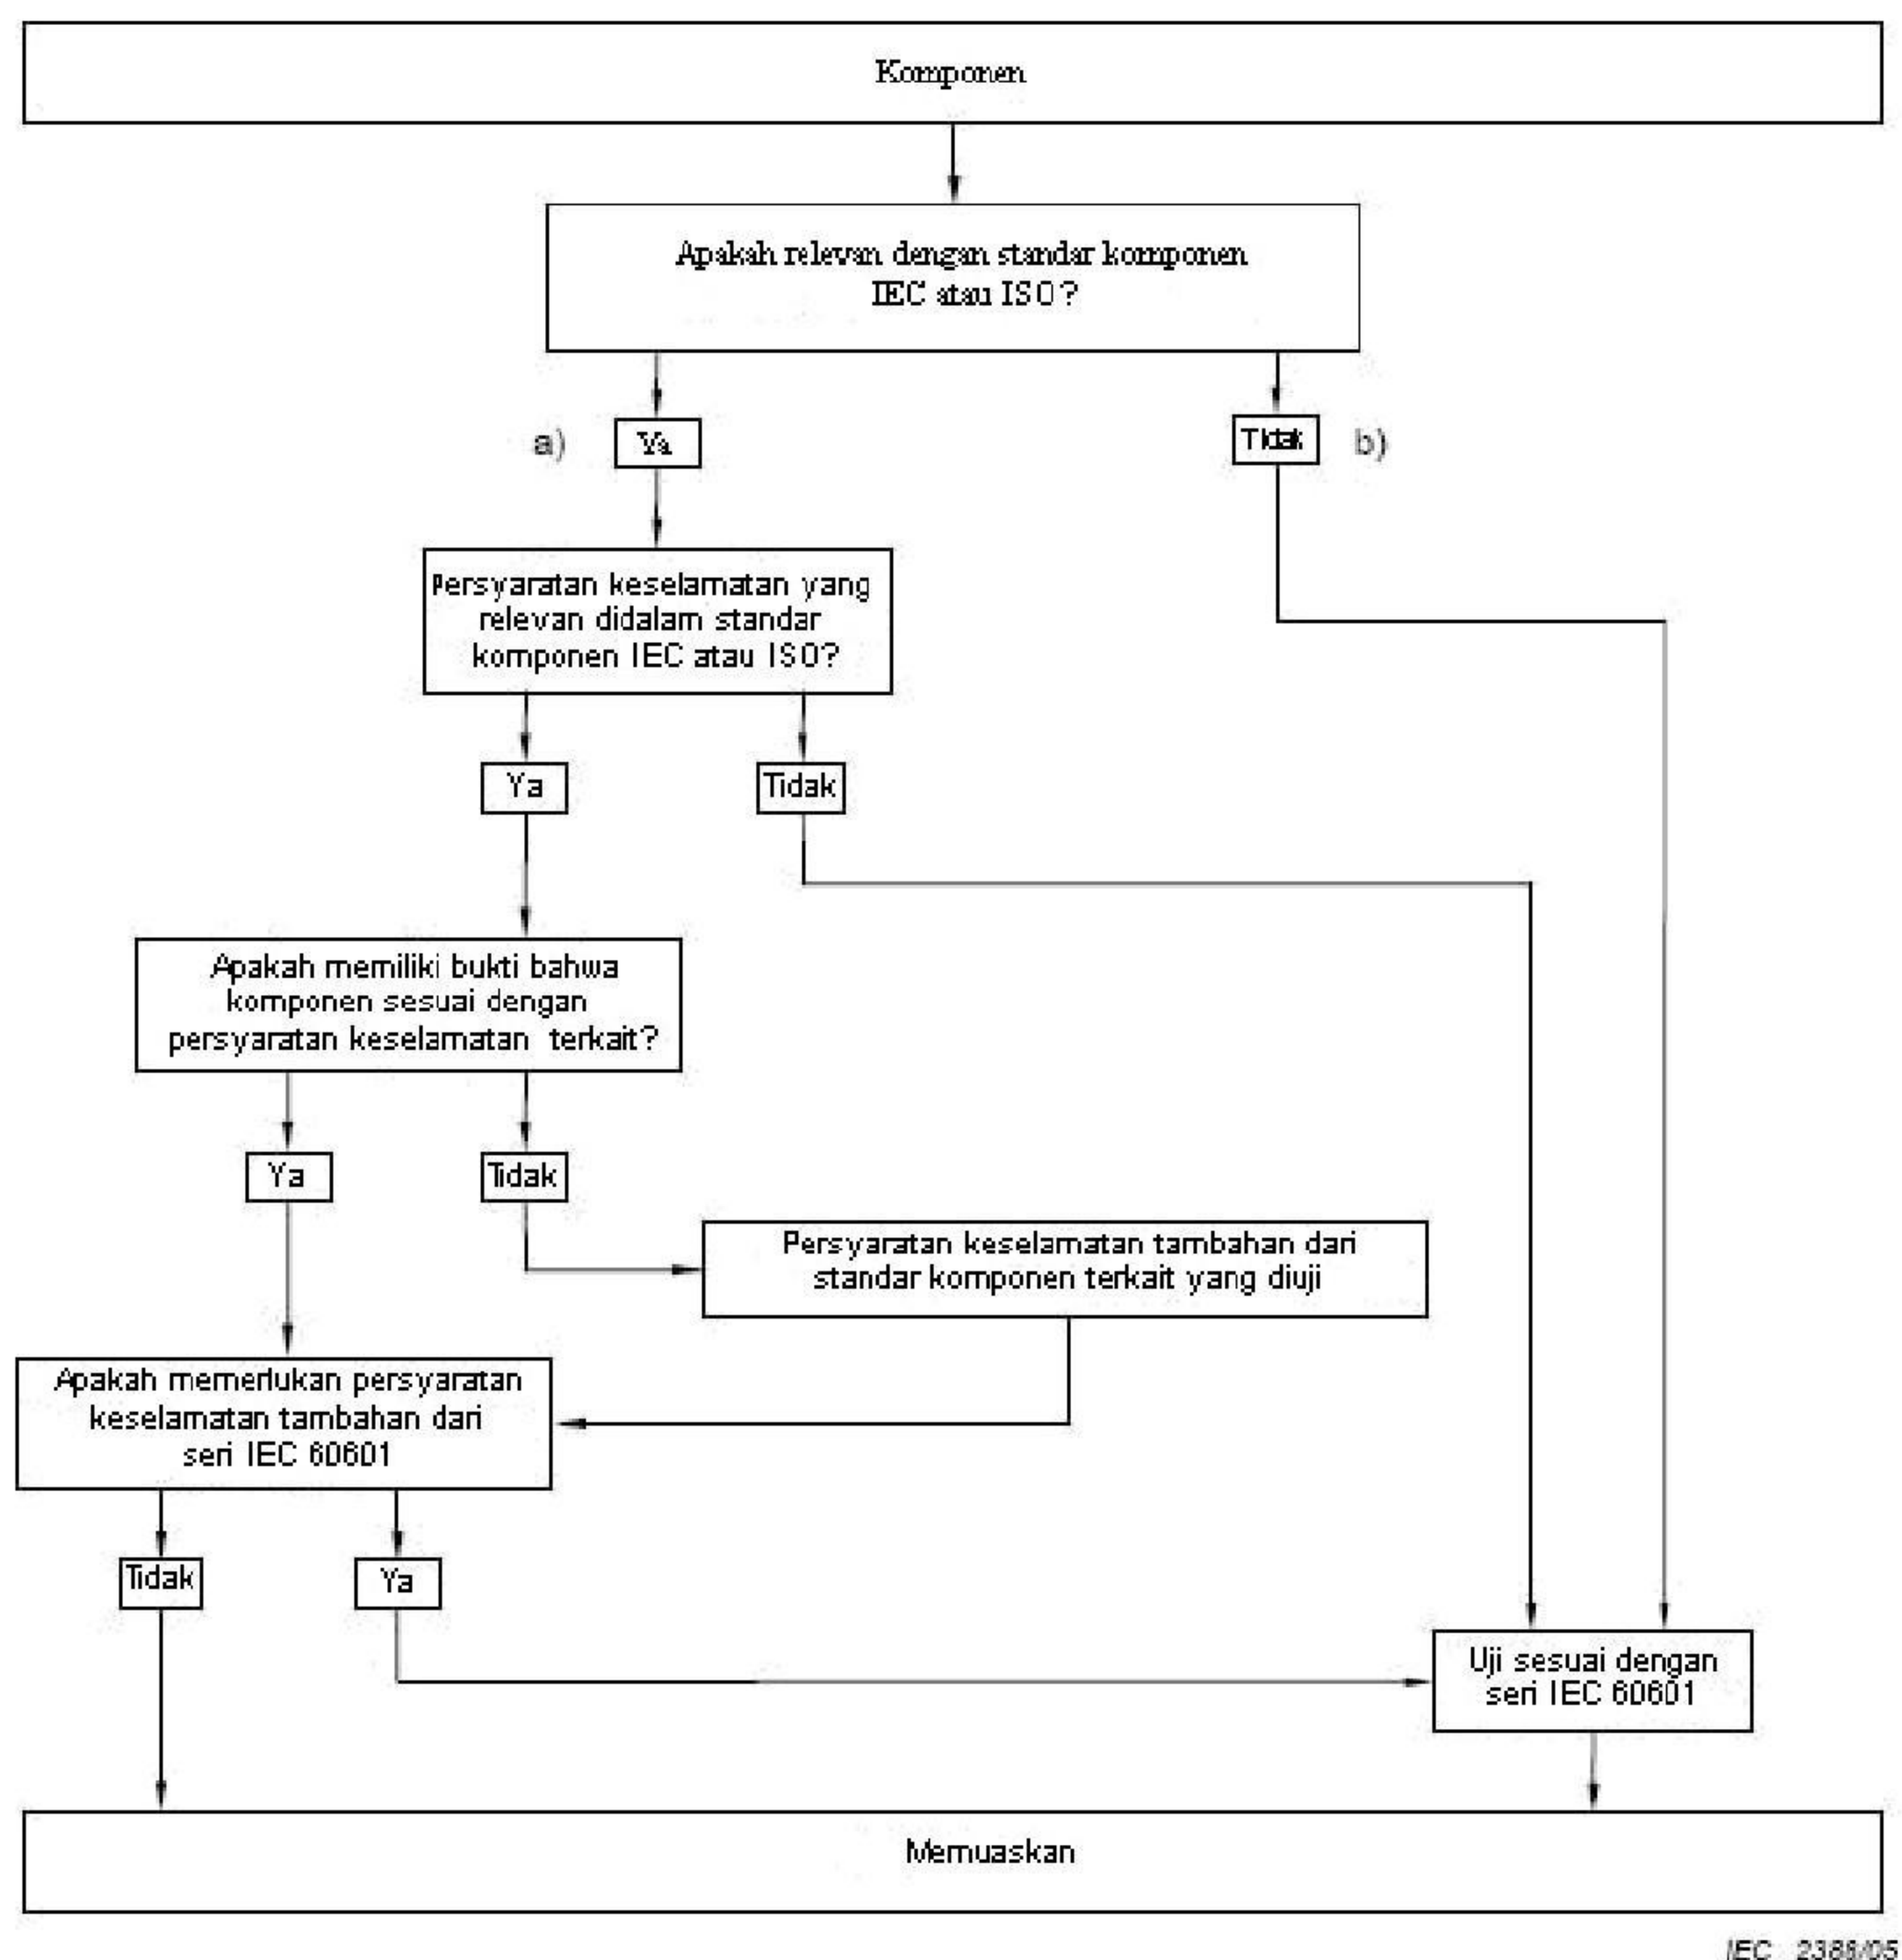 Komponen
Apakah relevan dengan standar komponen
IEC atau ISO?
a)
Ya
Tidak
b)
Persyaratan keselamatan yang
relevan didalam standar
komponen IEC atau ISO?
Ya
Tidak
Apakah memiliki bukti bahwa
komponen sesuai dengan
persyaratan keselamatan terkait?
Ya
Tidak
Persyaratan keselamatan tambahan dari
standar komponen terkait yang diuji
Apakah memerlukan persyaratan
keselamatan tambahan dari
seri IEC 60601
Tidak
Ya
Uji sesuai dengan
seri IEC 60601
Memuaskan
IEC 2388/05